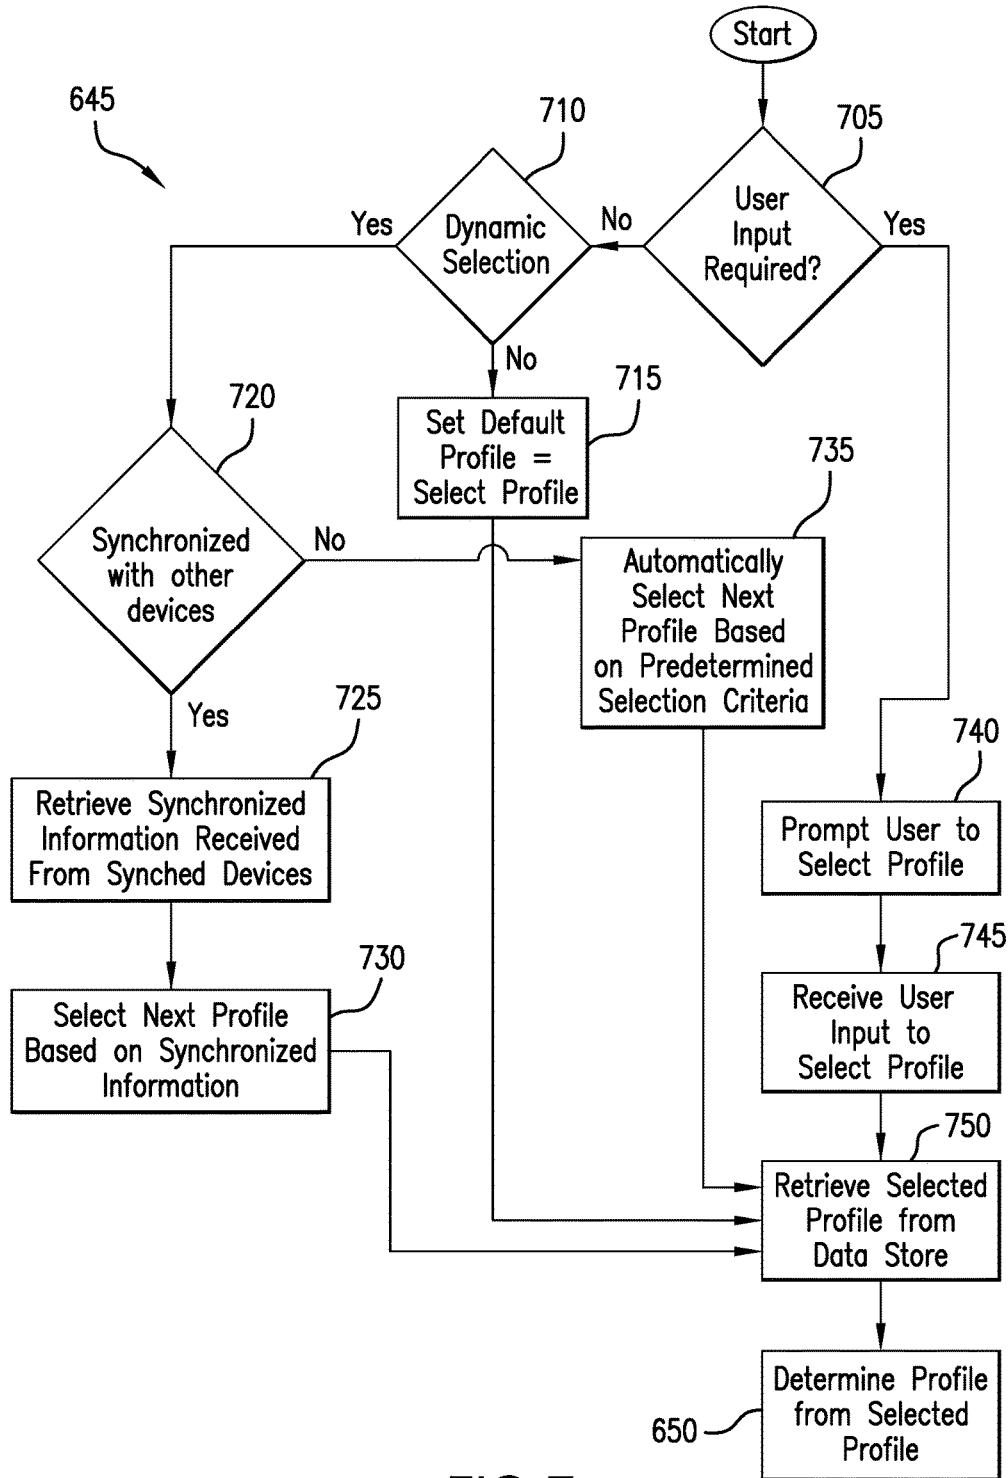 Start
645
710
705
User
Input
Required?
Yes
No
Dynamic
Selection
Yes
No
720
715
Set Default
Profile =
Select Profile
735
Synchronized
with other
devices
No
Automatically
Select Next
Profile Based
on Predetermined
Selection Criteria
Yes
725
740
Retrieve Synchronized
Information Received
From Synched Devices
Prompt User to
Select Profile
745
730
Select Next Profile
Based on Synchronized
Information
Receive User
Input to
Select Profile
750
Retrieve Selected
Profile from
Data Store
Determine Profile
from Selected
Profile
650